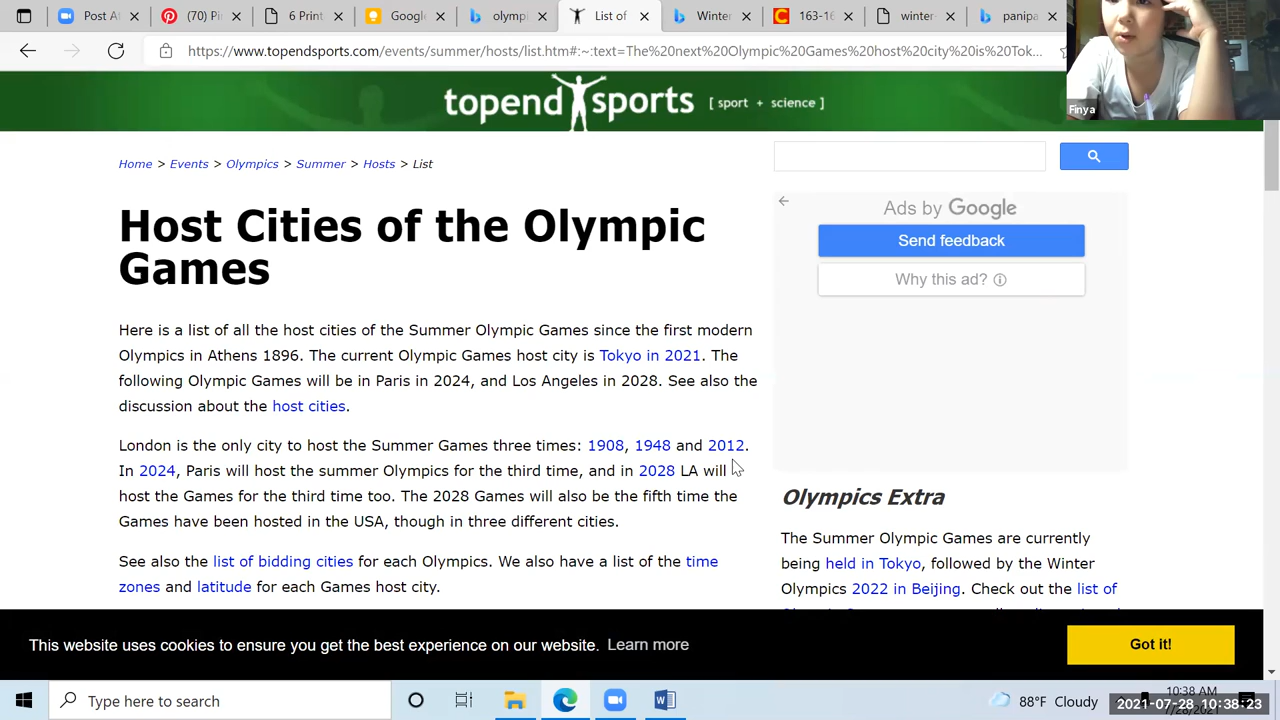 Post At
(70) Pi
6 Print
Google
olym
List of
Winter
163-16
winter-
panipa
https://www.topendsports.com/events/summer/hosts/list.htm#:~:text=The%20next%20Olympic%20Games%20host%20city%20is%20Tok...
Finya
topend sports [ sport + science ]
Home > Events > Olympics > Summer > Hosts > List
Host Cities of the Olympic
Games
Here is a list of all the host cities of the Summer Olympic Games since the first modern
Olympics in Athens 1896. The current Olympic Games host city is Tokyo in 2021. The
following Olympic Games will be in Paris in 2024, and Los Angeles in 2028. See also the
discussion about the host cities.
London is the only city to host the Summer Games three times: 1908, 1948 and 2012.
In 2024, Paris will host the summer Olympics for the third time, and in 2028 LA will
host the Games for the third time too. The 2028 Games will also be the fifth time the
Games have been hosted in the USA, though in three different cities.
See also the list of bidding cities for each Olympics. We also have a list of the time
zones and latitude for each Games host city.
Ads by Google
Send feedback
Why this ad?
Olympics Extra
The Summer Olympic Games are currently
being held in Tokyo, followed by the Winter
Olympics 2022 in Beijing. Check out the list of
This website uses cookies to ensure you get the best experience on our website. Learn more
Got it!
Type here to search
88°F Cloudy
10:38 AM
2021-07-28 10:38:23